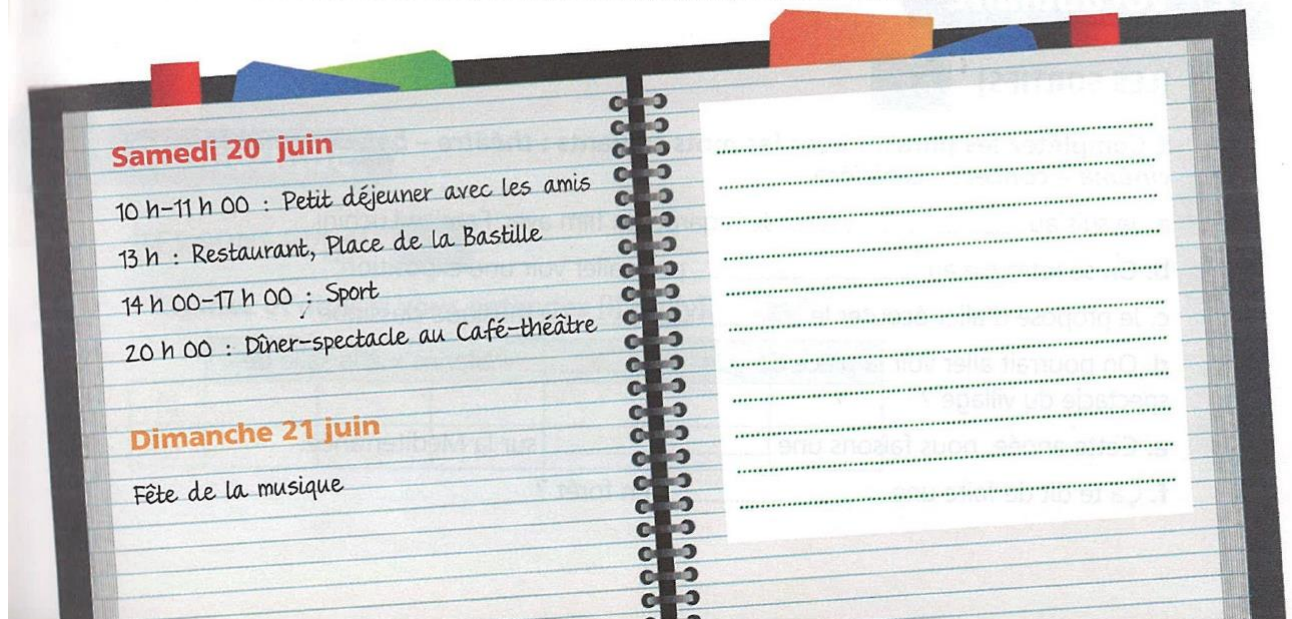 Samedi 20 juin
10 h-11 h 00 : Petit déjeuner avec les amis
13 h : Restaurant, Place de la Bastille
14 h 00-17 h 00 : Sport
20 h 00 : Dîner-spectacle au Café-théâtre
Dimanche 21 juin
Fête de la musique